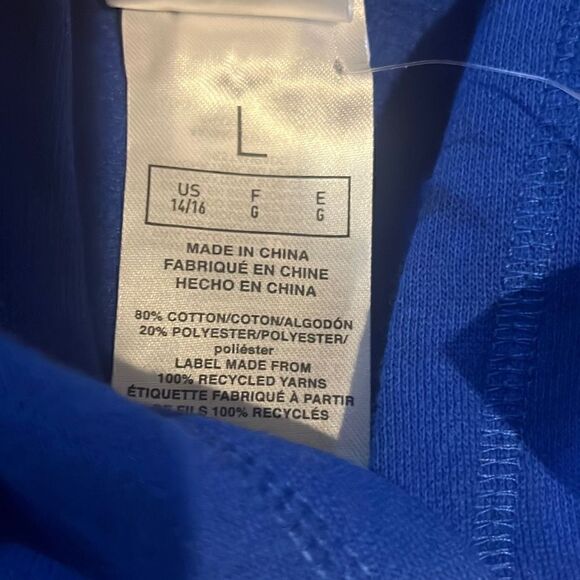 L
US F E
14/16 G G
MADE IN CHINA
FABRIQUÉ EN CHINE
HECHO EN CHINA
80% COTTON/COTON/ALGODÓN
20% POLYESTER/POLYESTER/
poliéster
LABEL MADE FROM
100% RECYCLED YARNS
ÉTIQUETTE FABRIQUÉ À PARTIR
DE FILS 100% RECYCLÉS